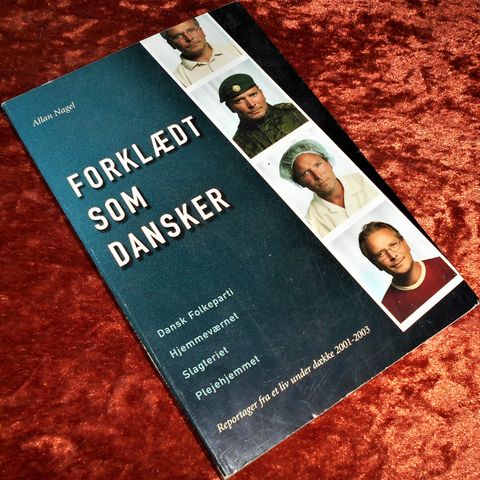 Allan Nagel
FORKLÆDT
SOM
DANSKER
Dansk Folkeparti
Hjemmeværnet
Slagteriet
Plejehjemmet
Reportager fra et liv under dække 2001-2003